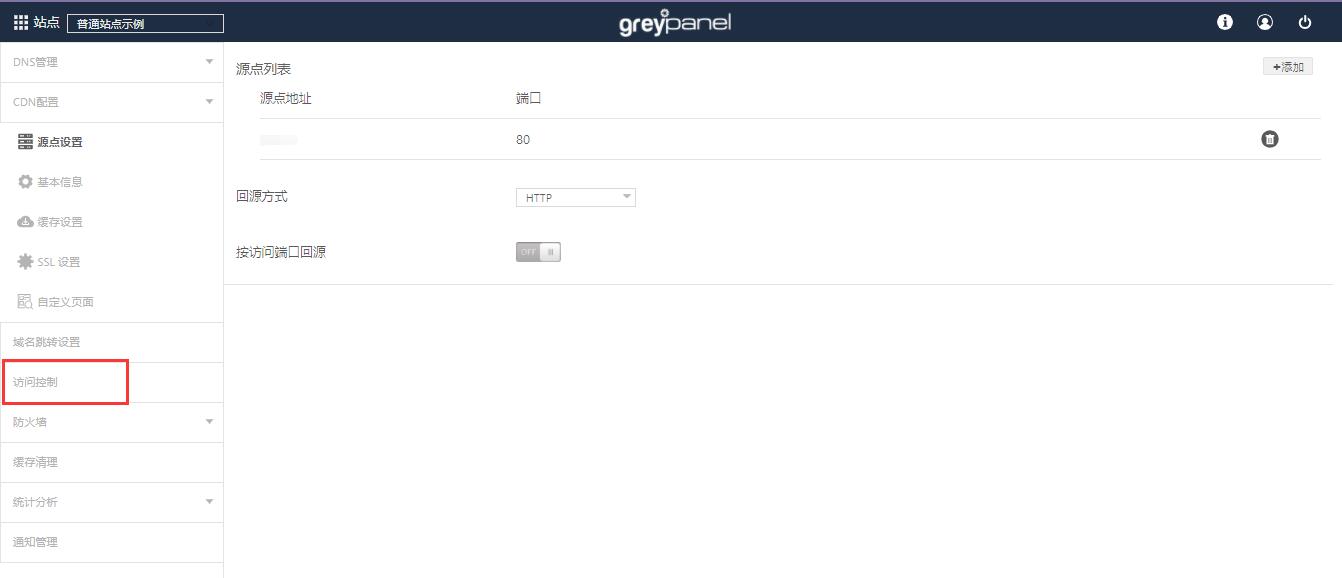 站点 普通站点示例
greypanel
DNS管理
CDN配置
源点设置
基本信息
缓存设置
SSL 设置
自定义页面
域名跳转设置
访问控制
防火墙
缓存清理
统计分析
通知管理
源点列表
+添加
源点地址 端口
80
回源方式 HTTP
按访问端口回源 OFF